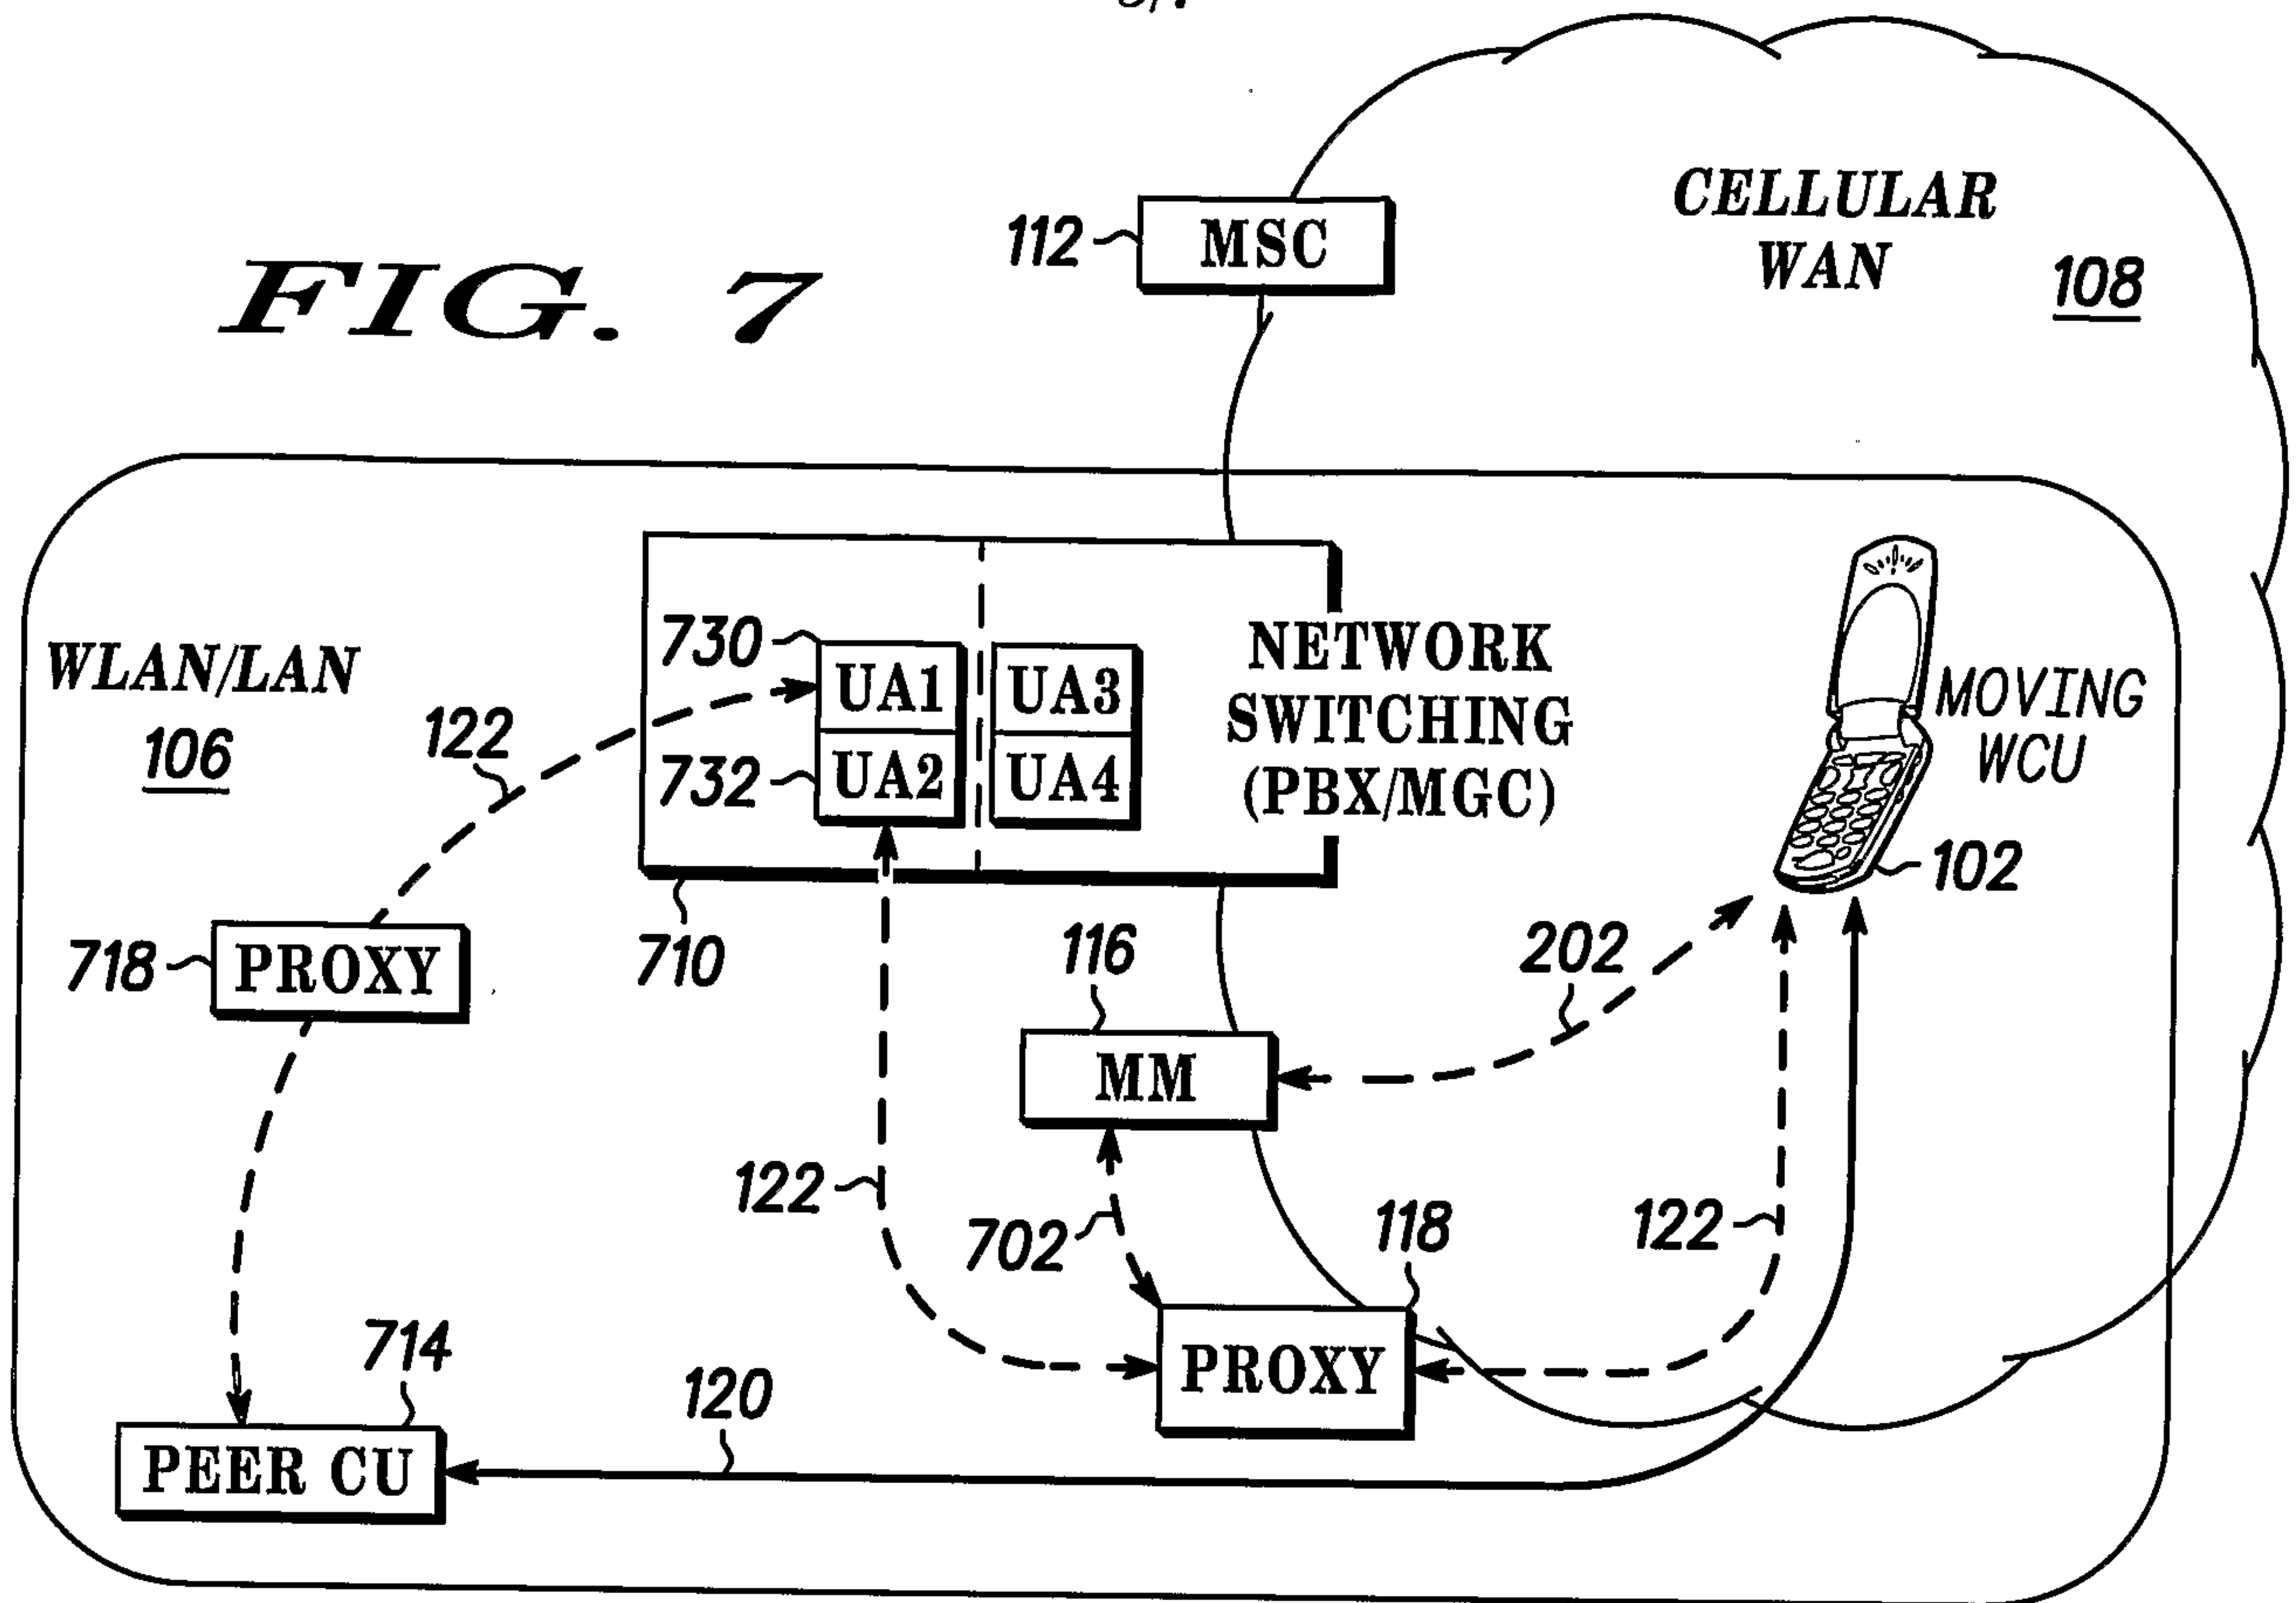 FIG. 7
112
MSC
CELLULAR
WAN
108
WLAN/LAN
106
122
730
732
UA1
UA2
UA3
UA4
NETWORK
SWITCHING
(PBX/MGC)
710
MOVING
WCU
102
718
PROXY
116
MM
202
122
702
118
PROXY
122
714
PEER CU
120